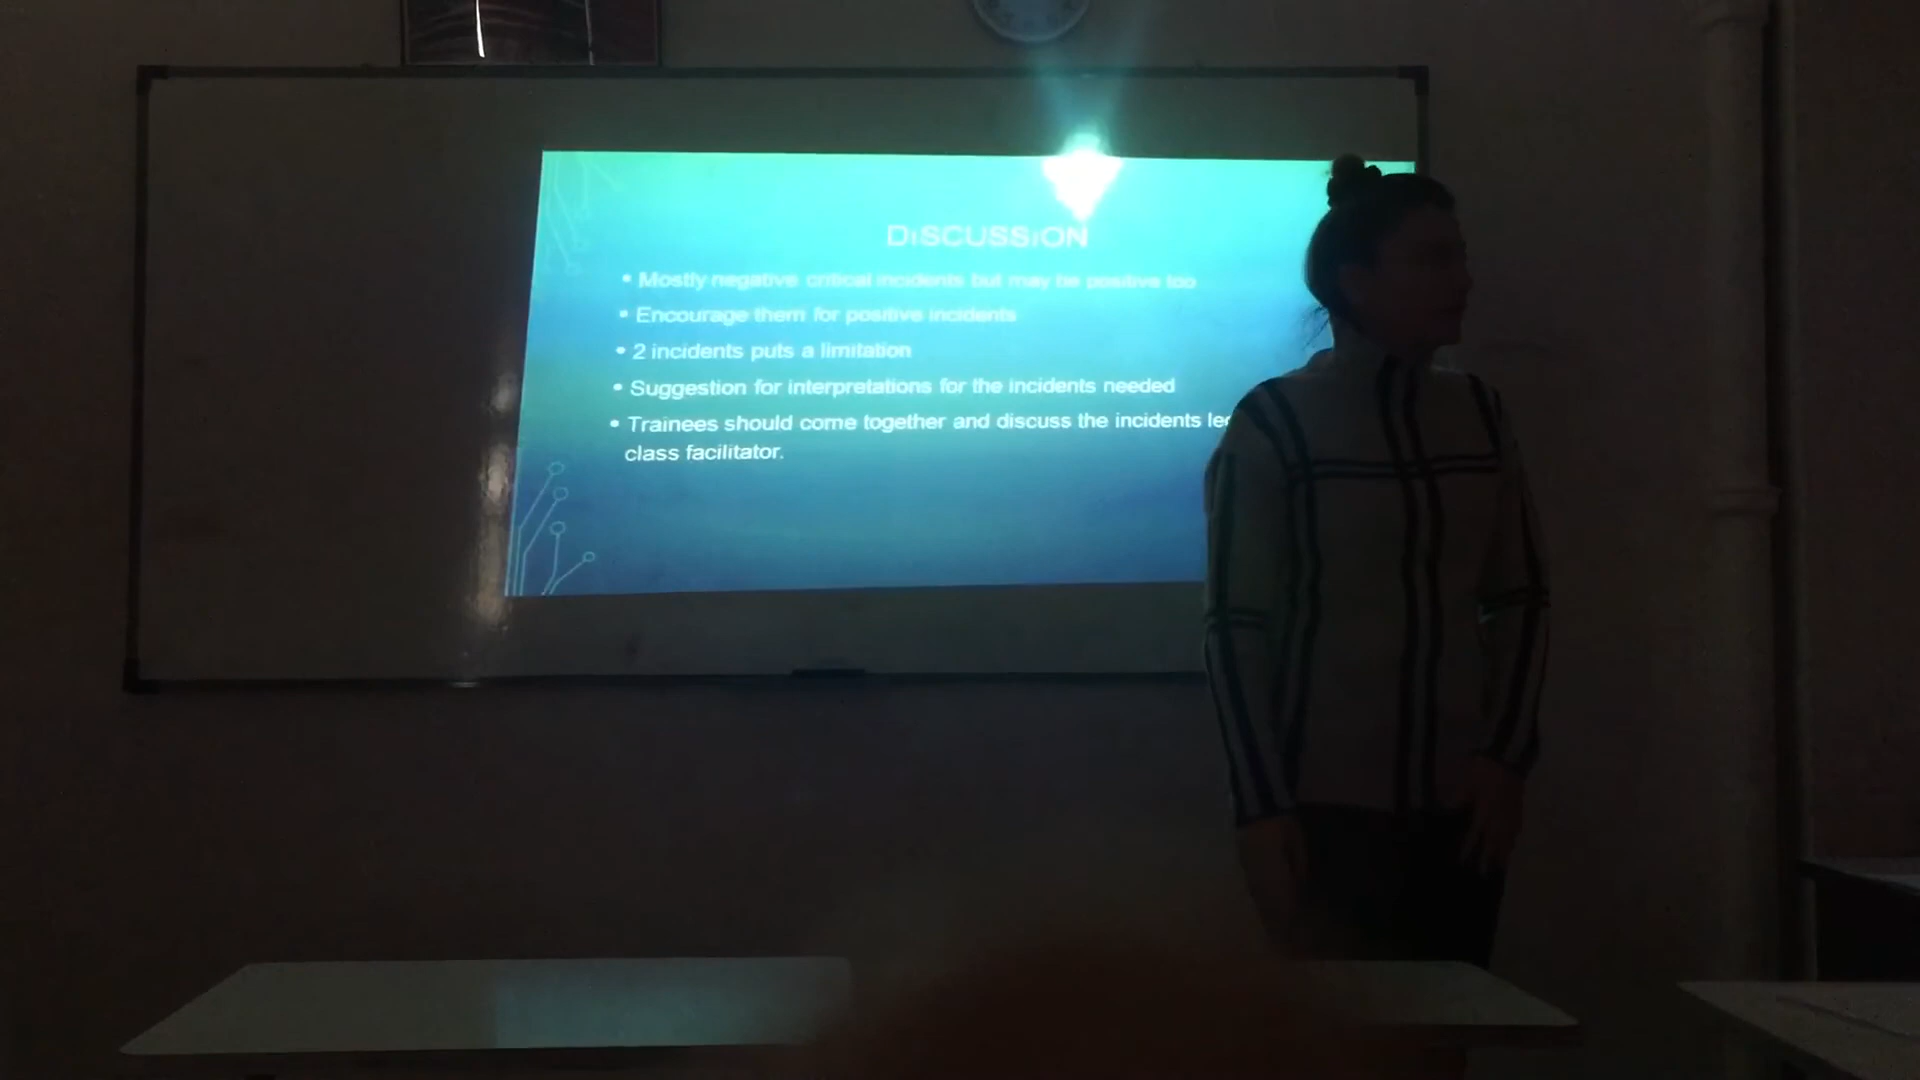 DiSCUSSiON
• Mostly negative critical incidents but may be positive too
• Encourage them for positive incidents
• 2 incidents puts a limitation
• Suggestion for interpretations for the incidents needed
• Trainees should come together and discuss the incidents
class facilitator.